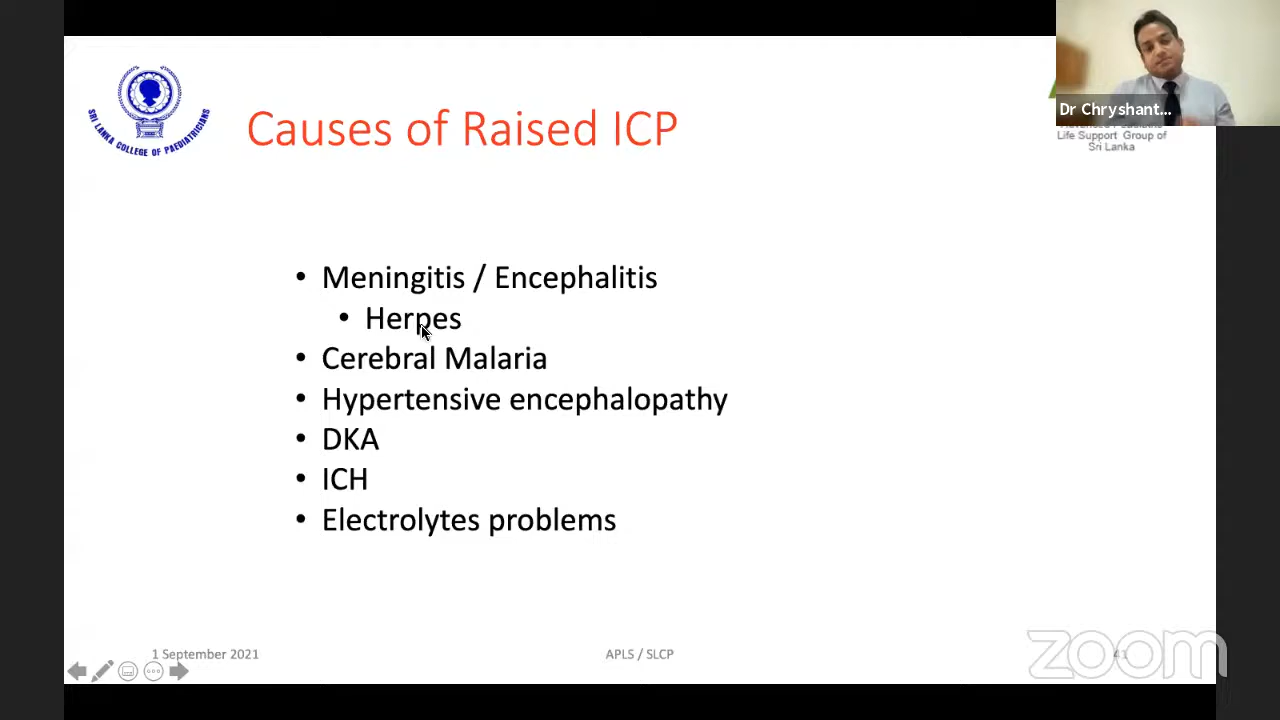 SRI LANKA COLLEGE OF PAEDIATRICIANS
Causes of Raised ICP
Dr Chryshant...
Life Support Group of
Sri Lanka
• Meningitis / Encephalitis
• Herpes
• Cerebral Malaria
• Hypertensive encephalopathy
• DKA
• ICH
• Electrolytes problems
1 September 2021
APLS / SLCP
41
zoom